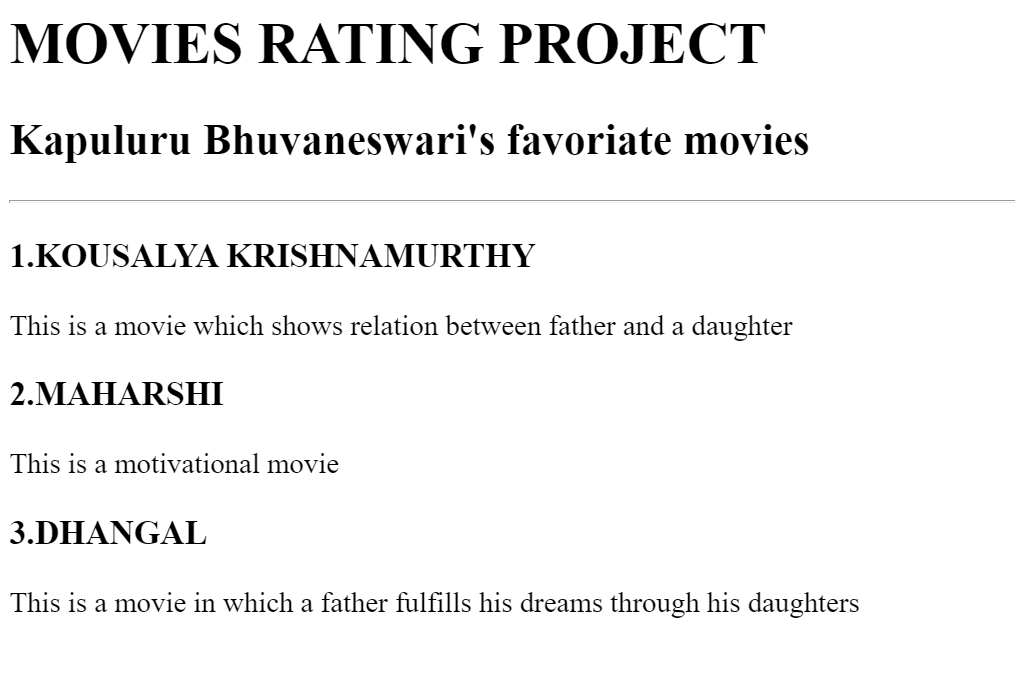 MOVIES RATING PROJECT
Kapuluru Bhuvaneswari's favoriate movies
1.KOUSALYA KRISHNAMURTHY
This is a movie which shows relation between father and a daughter
2.MAHARSHI
This is a motivational movie
3.DHANGAL
This is a movie in which a father fulfills his dreams through his daughters